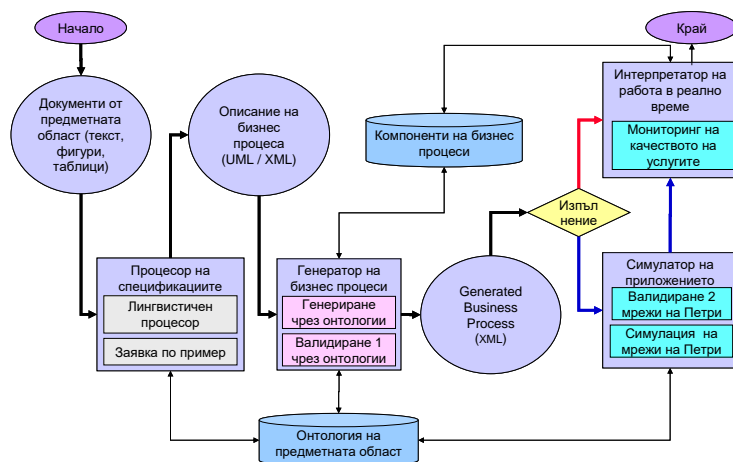 Начало
Край
Документи от
предметната
област (текст,
фигури,
таблици)
Описание на
бизнес
процеса
(UML / XML)
Компоненти на бизнес
процеси
Интерпретатор на
работа в реално
време
Мониторинг на
качеството на
услугите
Изпъл
нение
Процесор на
спецификациите
Лингвистичен
процесор
Заявка по пример
Генератор на
бизнес процеси
Генериране
чрез онтологии
Валидиране 1
чрез онтологии
Generated
Business
Process
(XML)
Симулатор на
приложението
Валидиране 2
мрежи на Петри
Симулация на
мрежи на Петри
Онтология на
предметната област